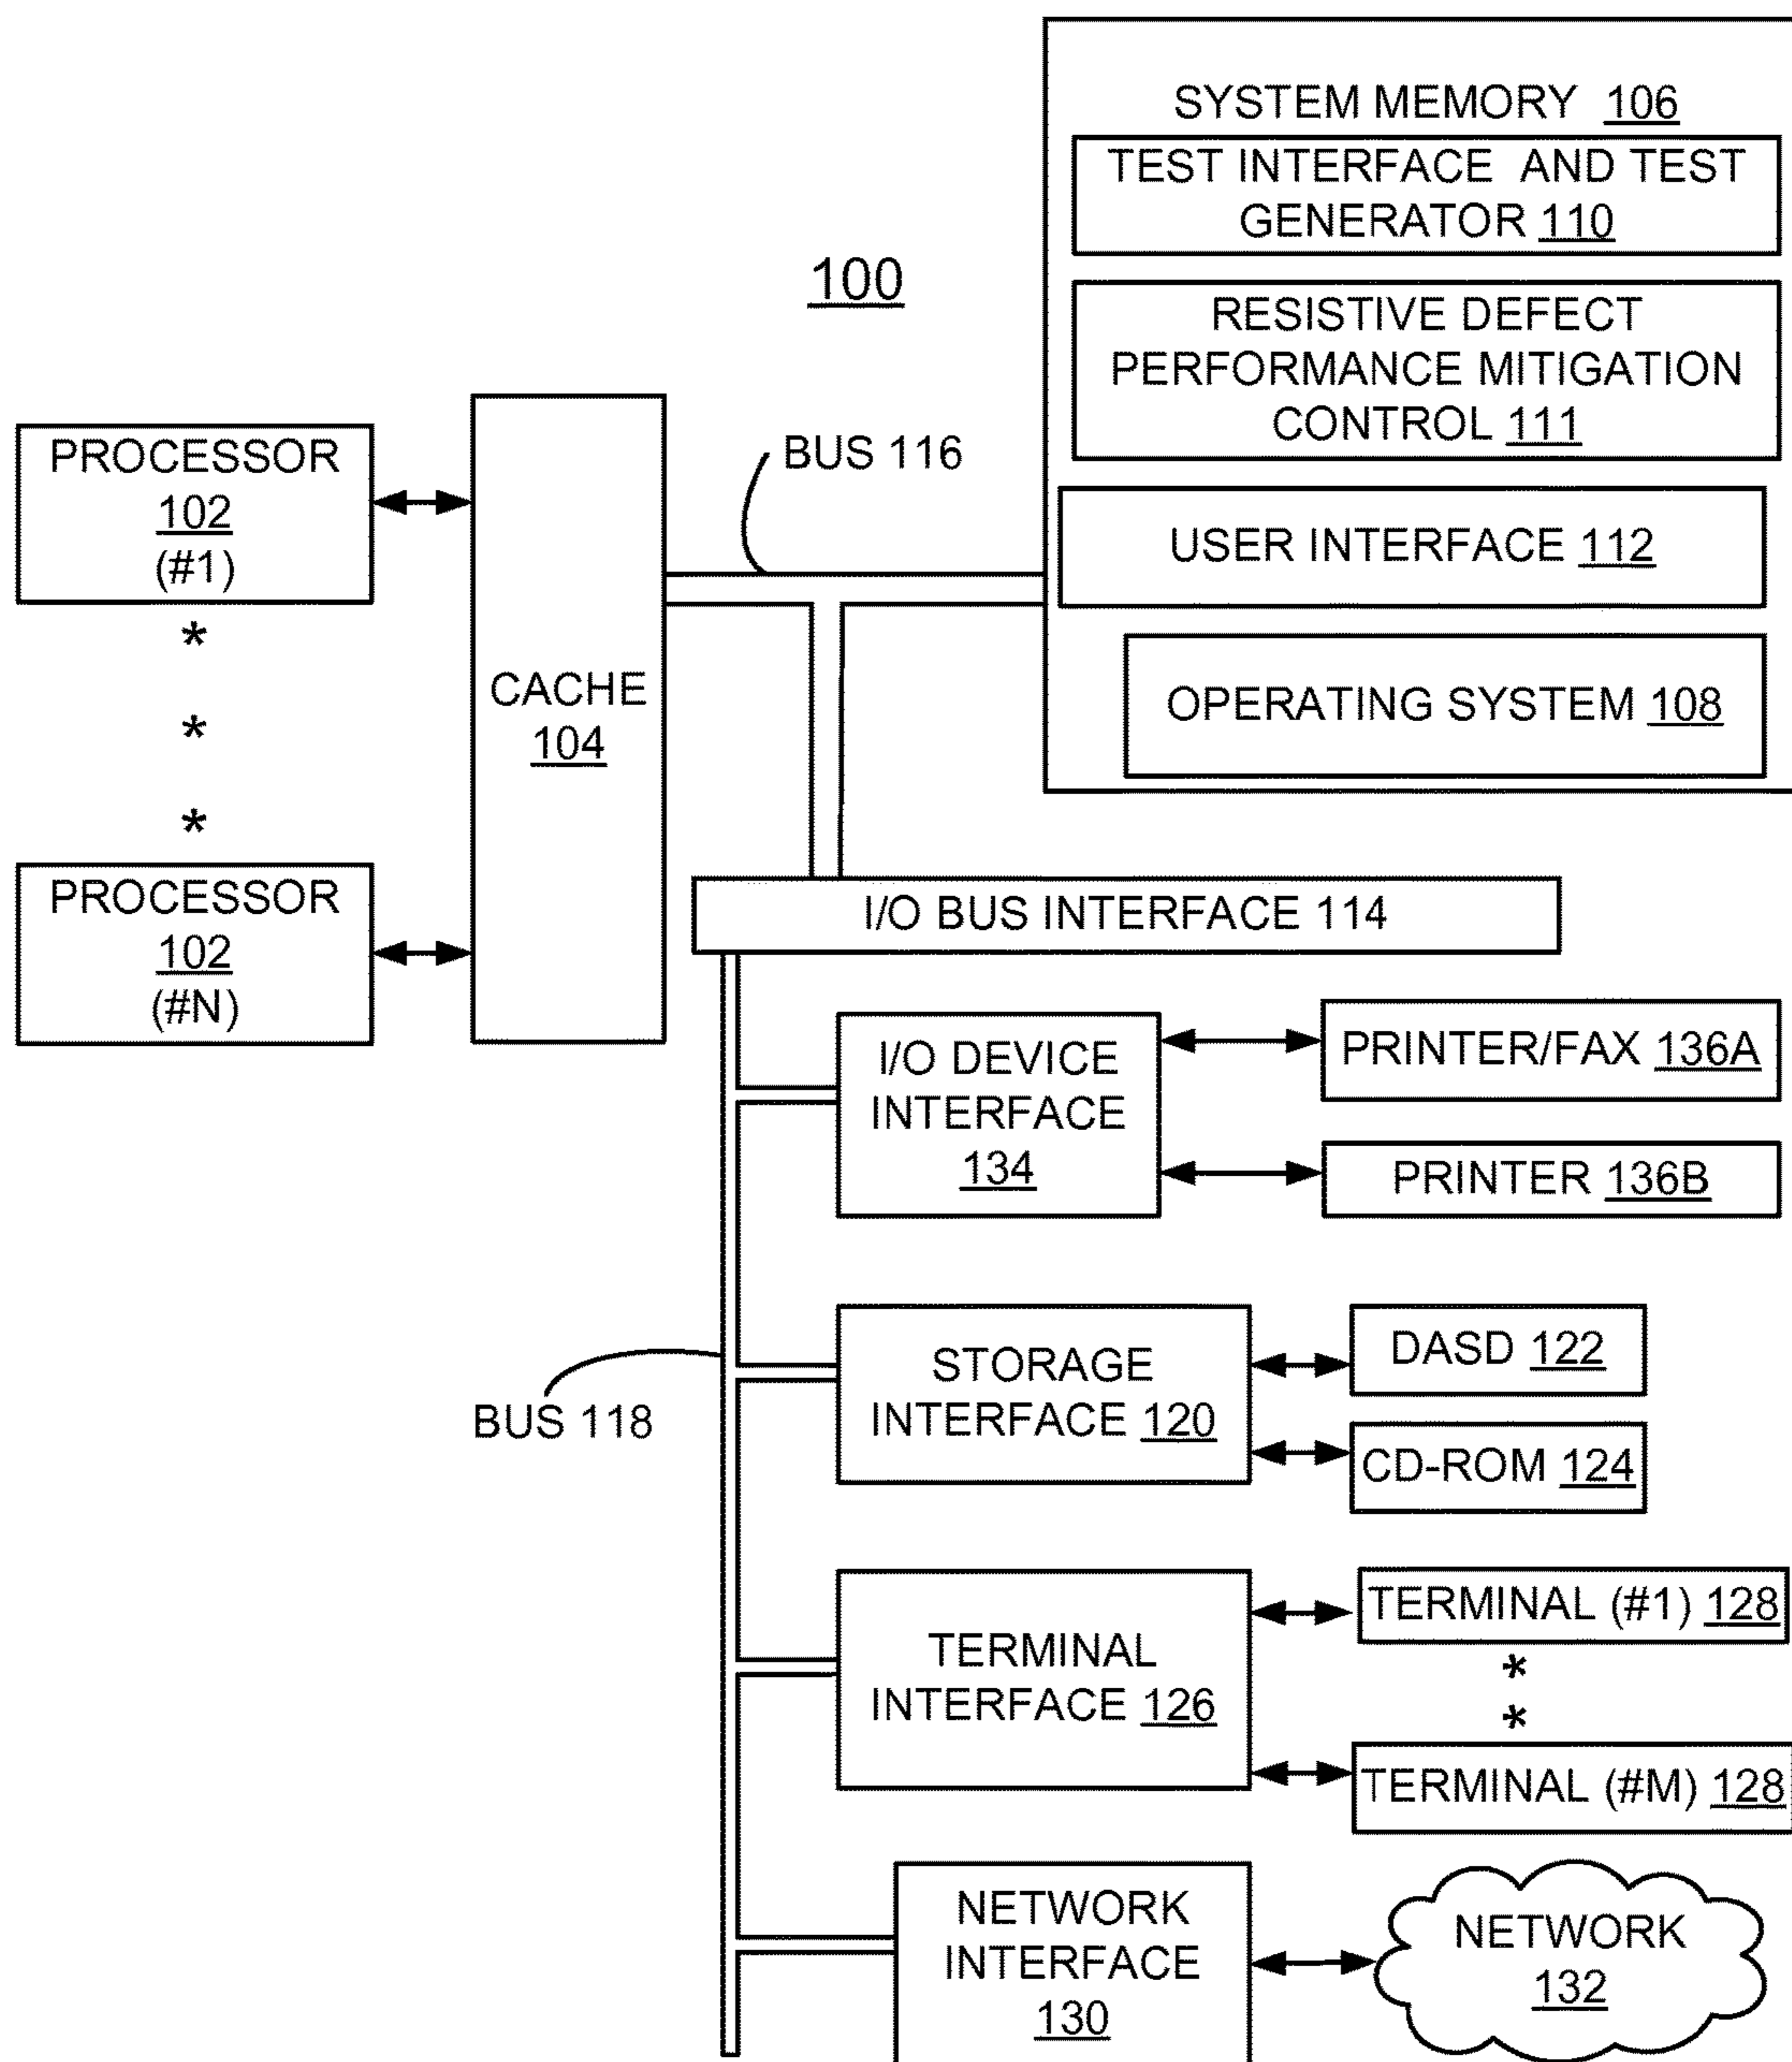 SYSTEM MEMORY 106
TEST INTERFACE AND TEST
GENERATOR 110
100
RESISTIVE DEFECT
PERFORMANCE MITIGATION
CONTROL 111
PROCESSOR
102
(#1)
BUS 116
USER INTERFACE 112
*
*
*
CACHE
104
OPERATING SYSTEM 108
PROCESSOR
102
(#N)
I/O BUS INTERFACE 114
I/O DEVICE
INTERFACE
134
PRINTER/FAX 136A
PRINTER 136B
BUS 118
STORAGE
INTERFACE 120
DASD 122
CD-ROM 124
TERMINAL
INTERFACE 126
TERMINAL (#1) 128
*
*
TERMINAL (#M) 128
NETWORK
INTERFACE
130
NETWORK
132